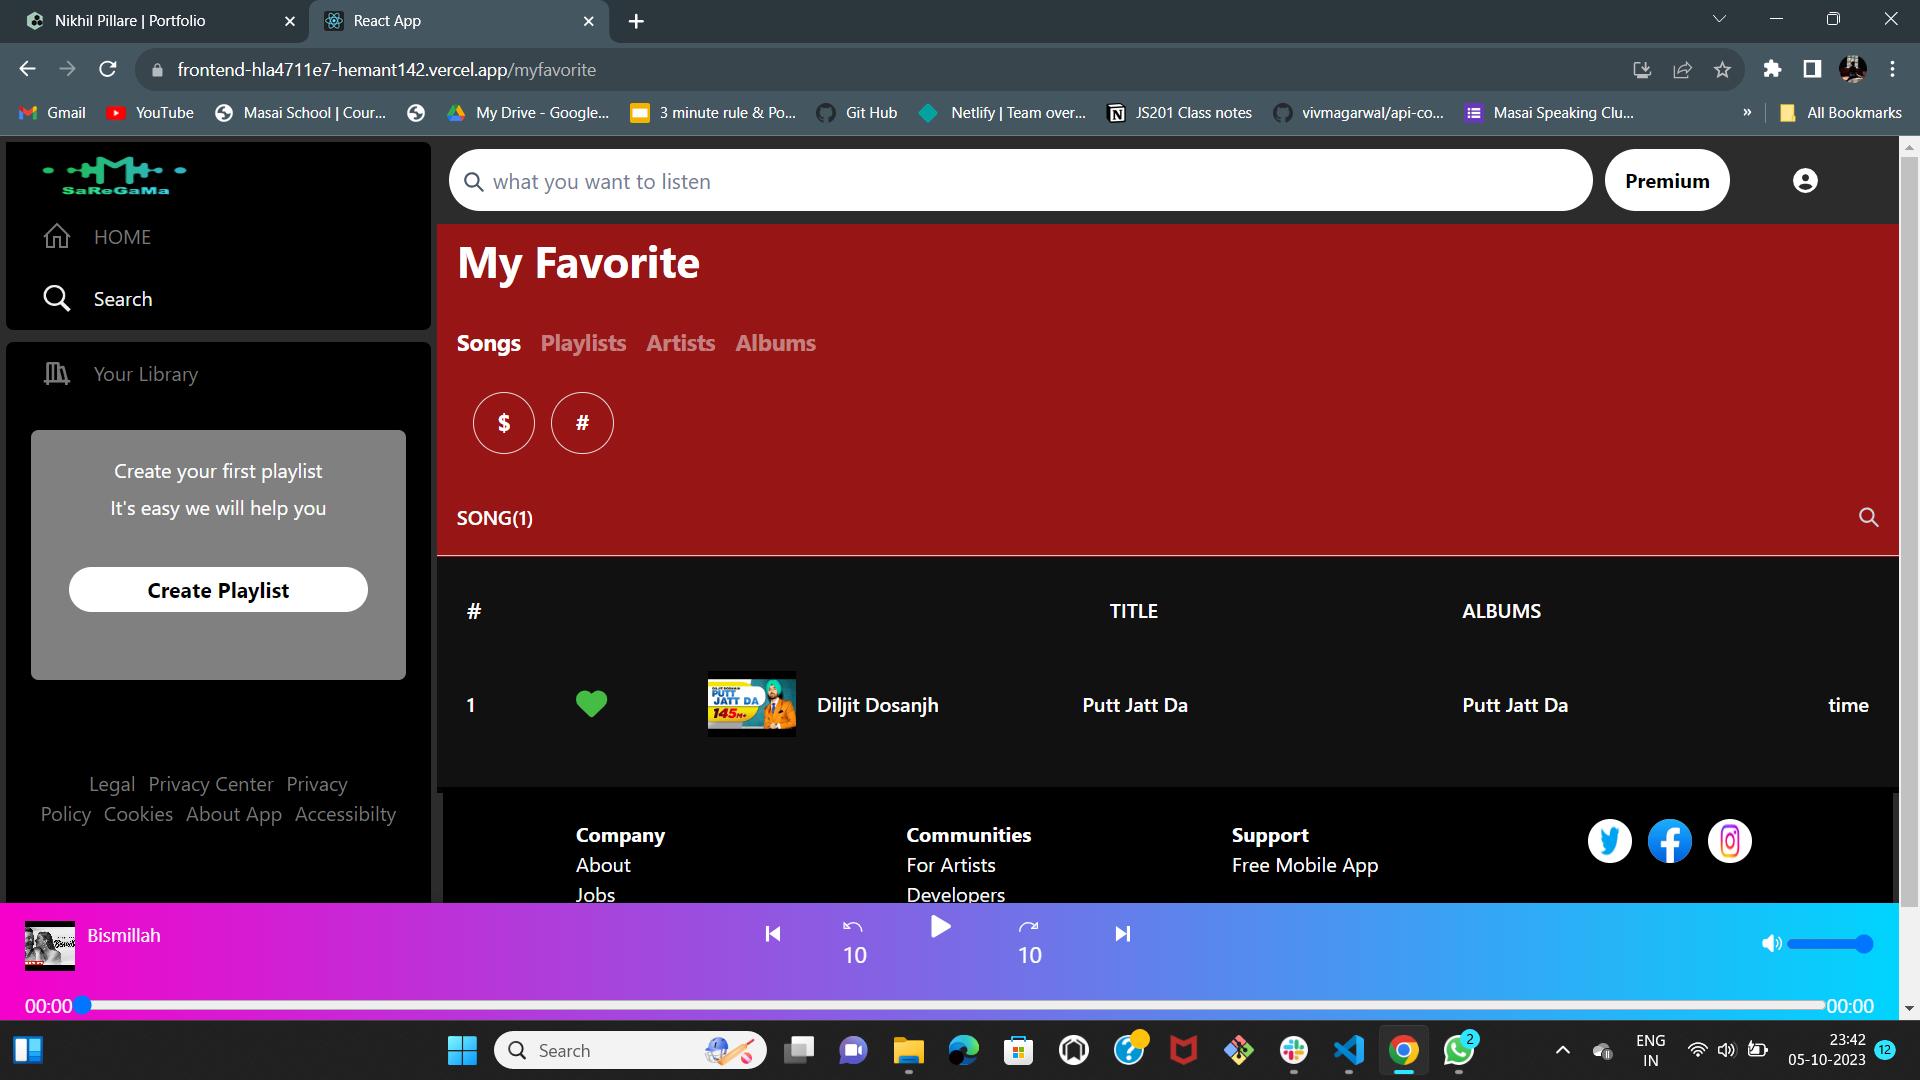 Nikhil Pillare | Portfolio
React App
frontend-hla4711e7-hemant142.vercel.app/myfavorite
Gmail
YouTube
Masai School | Cour...
My Drive - Google...
3 minute rule & Po...
Git Hub
Netlify | Team over...
JS201 Class notes
vivmagarwal/api-co...
Masai Speaking Clu...
»
All Bookmarks
SaReGaMa
HOME
Search
Your Library
Create your first playlist
It's easy we will help you
Create Playlist
Legal Privacy Center Privacy
Policy Cookies About App Accessibilty
what you want to listen
Premium
My Favorite
Songs Playlists Artists Albums
$ #
SONG(1)
# TITLE ALBUMS
1 PUTT JATT DA 145M+ Diljit Dosanjh Putt Jatt Da Putt Jatt Da time
Company
About
Jobs
Communities
For Artists
Developers
Support
Free Mobile App
Bismillah
10 10
00:00 00:00
Search
2
ENG
IN
23:42
05-10-2023
12